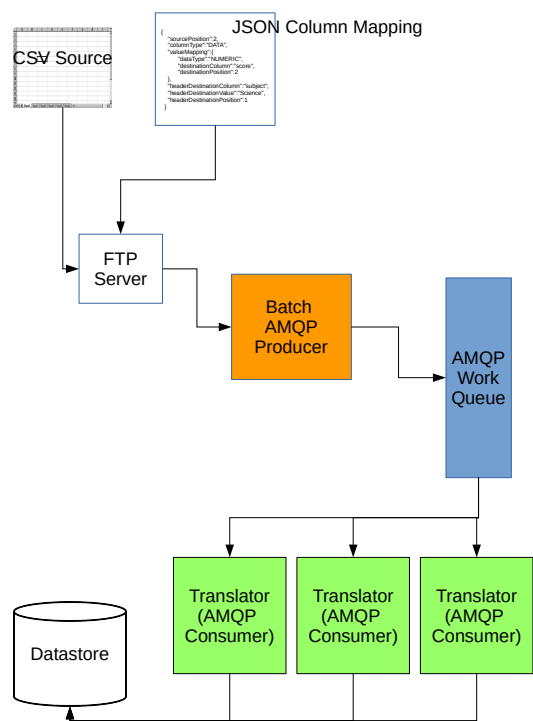 JSON Column Mapping
CSV Source
{
"sourcePosition":2,
"columnType":"DATA",
"valueMapping":{
"dataType":"NUMERIC",
"destinationColumn":"score",
"destinationPosition":2
},
"headerDestinationColumn":"subject",
"headerDestinationValue":"Science",
"headerDestinationPosition":1
}
FTP
Server
Batch
AMQP
Producer
AMQP
Work
Queue
Translator
(AMQP
Consumer)
Translator
(AMQP
Consumer)
Translator
(AMQP
Consumer)
Datastore